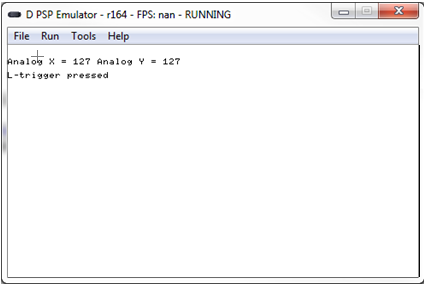 D PSP Emulator - r164 - FPS: nan - RUNNING
File Run Tools Help
Analog X = 127 Analog Y = 127
L-trigger pressed